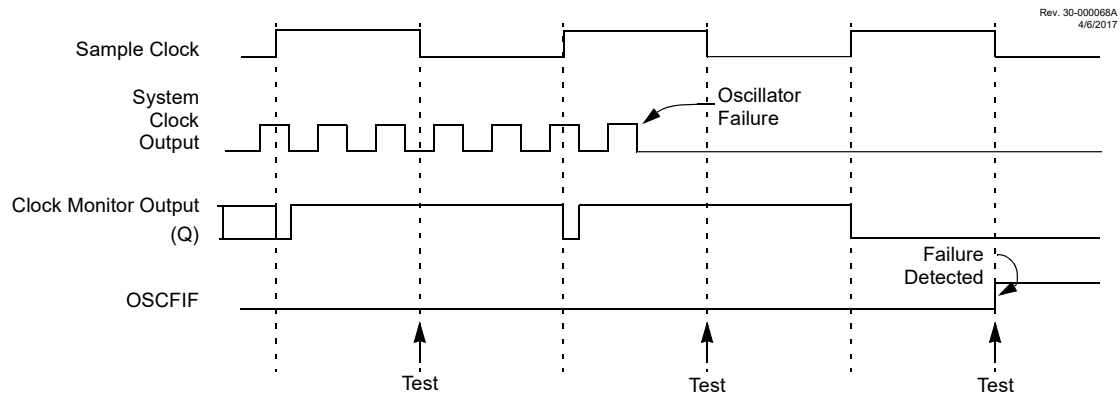 Rev. 30-000068A
4/6/2017
Sample Clock
System
Clock
Output
Oscillator
Failure
Clock Monitor Output
(Q)
Failure
Detected
OSCFIF
Test
Test
Test